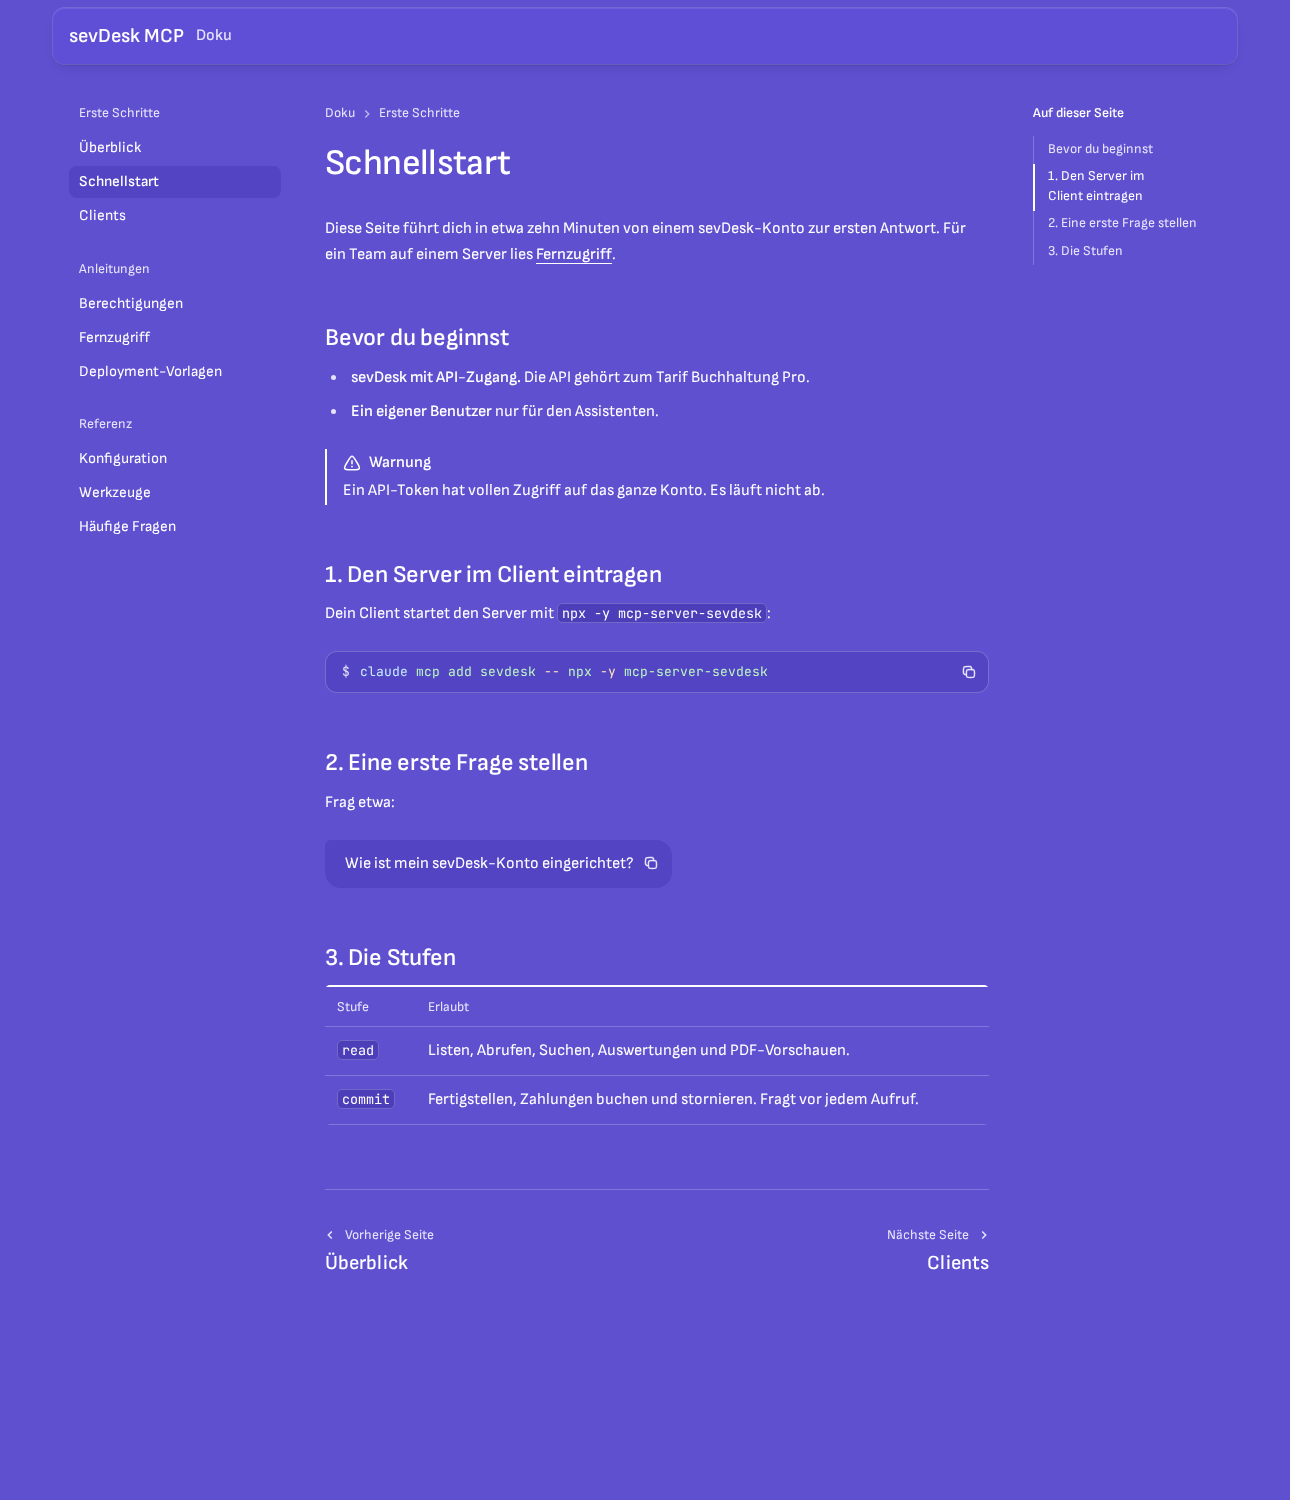 sevDesk MCP Doku
Erste Schritte
Überblick
Schnellstart
Clients
Anleitungen
Berechtigungen
Fernzugriff
Deployment-Vorlagen
Referenz
Konfiguration
Werkzeuge
Häufige Fragen
Doku › Erste Schritte
Schnellstart
Diese Seite führt dich in etwa zehn Minuten von einem sevDesk-Konto zur ersten Antwort. Für
ein Team auf einem Server lies Fernzugriff.
Bevor du beginnst
• sevDesk mit API-Zugang. Die API gehört zum Tarif Buchhaltung Pro.
• Ein eigener Benutzer nur für den Assistenten.
Warnung
Ein API-Token hat vollen Zugriff auf das ganze Konto. Es läuft nicht ab.
1. Den Server im Client eintragen
Dein Client startet den Server mit npx -y mcp-server-sevdesk:
$ claude mcp add sevdesk -- npx -y mcp-server-sevdesk
2. Eine erste Frage stellen
Frag etwa:
Wie ist mein sevDesk-Konto eingerichtet?
3. Die Stufen
Stufe Erlaubt
read Listen, Abrufen, Suchen, Auswertungen und PDF-Vorschauen.
commit Fertigstellen, Zahlungen buchen und stornieren. Fragt vor jedem Aufruf.
Vorherige Seite
Überblick
Nächste Seite
Clients
Auf dieser Seite
Bevor du beginnst
1. Den Server im
Client eintragen
2. Eine erste Frage stellen
3. Die Stufen